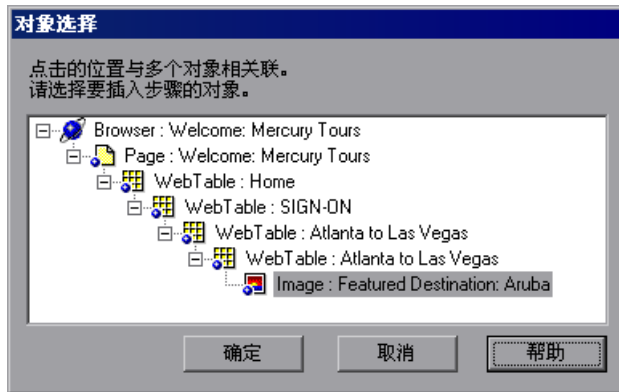 对象选择
点击的位置与多个对象相关联。
请选择要插入步骤的对象。
Browser : Welcome: Mercury Tours
Page : Welcome: Mercury Tours
WebTable : Home
WebTable : SIGN-ON
WebTable : Atlanta to Las Vegas
WebTable : Atlanta to Las Vegas
Image : Featured Destination: Aruba
确定 取消 帮助